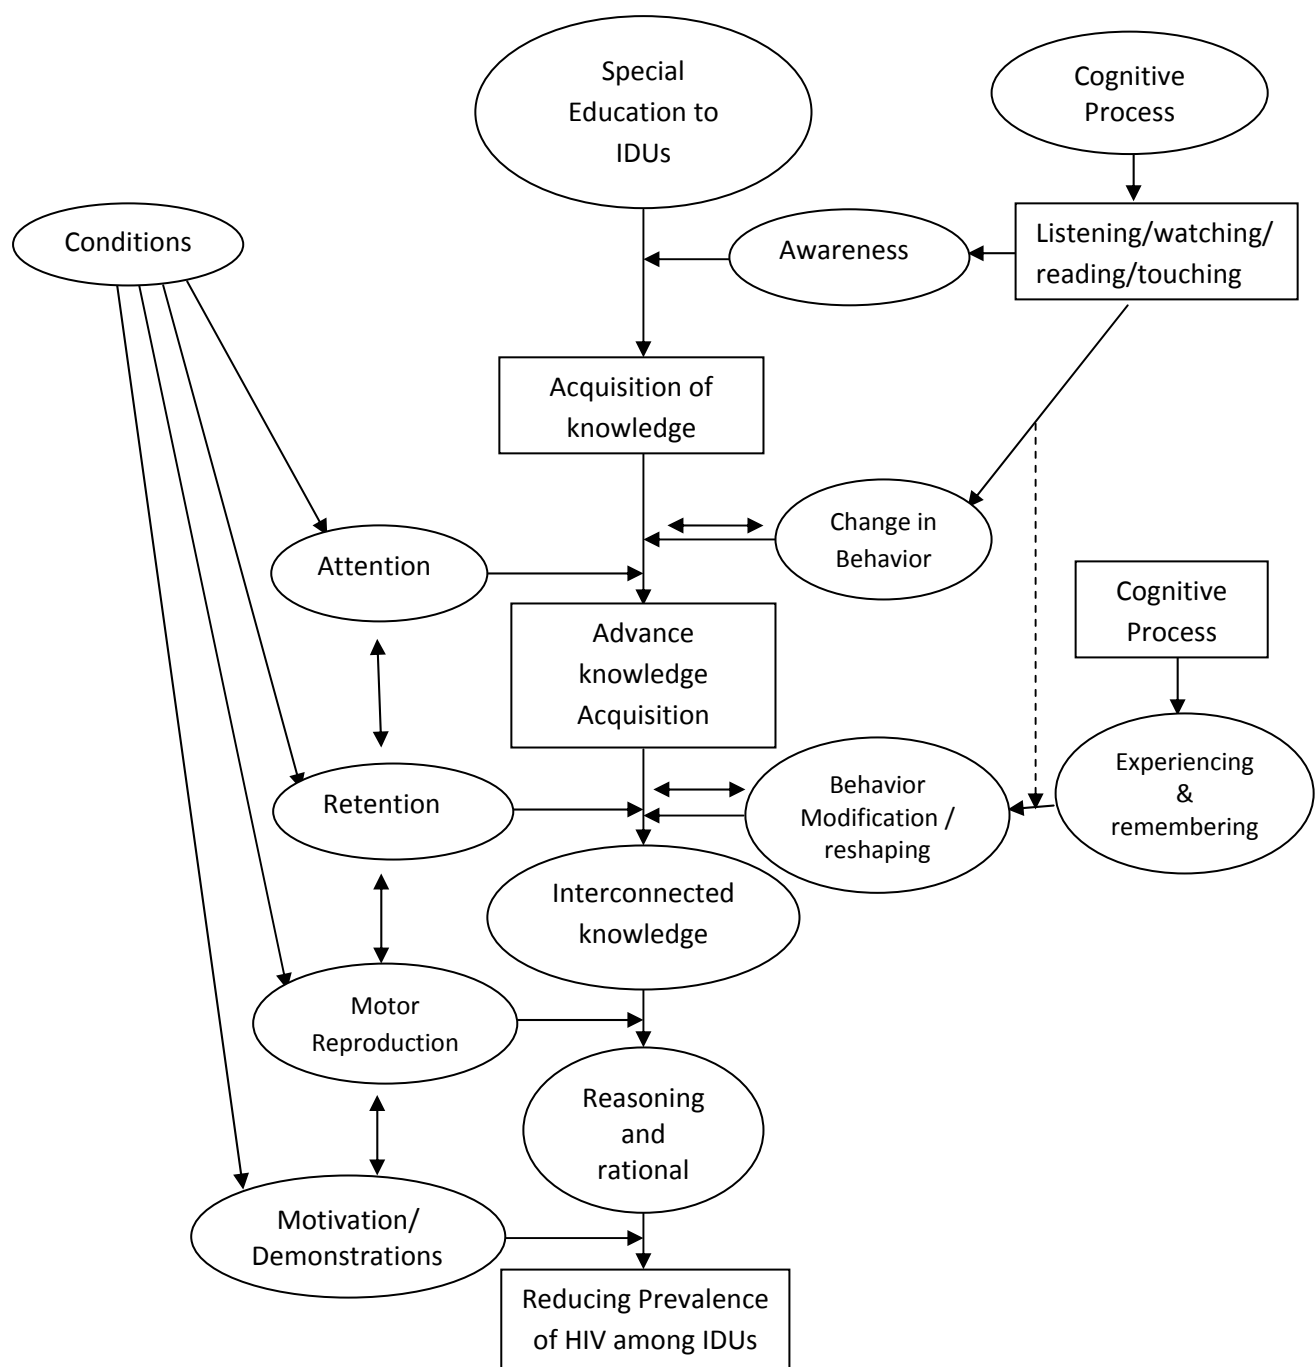 Special
Education to
IDUs
Cognitive
Process
Conditions
Awareness
Listening/watching/
reading/touching
Acquisition of
knowledge
Attention
Change in
Behavior
Cognitive
Process
Advance
knowledge
Acquisition
Retention
Behavior
Modification /
reshaping
Experiencing
&
remembering
Interconnected
knowledge
Motor
Reproduction
Reasoning
and
rational
Motivation/
Demonstrations
Reducing Prevalence
of HIV among IDUs